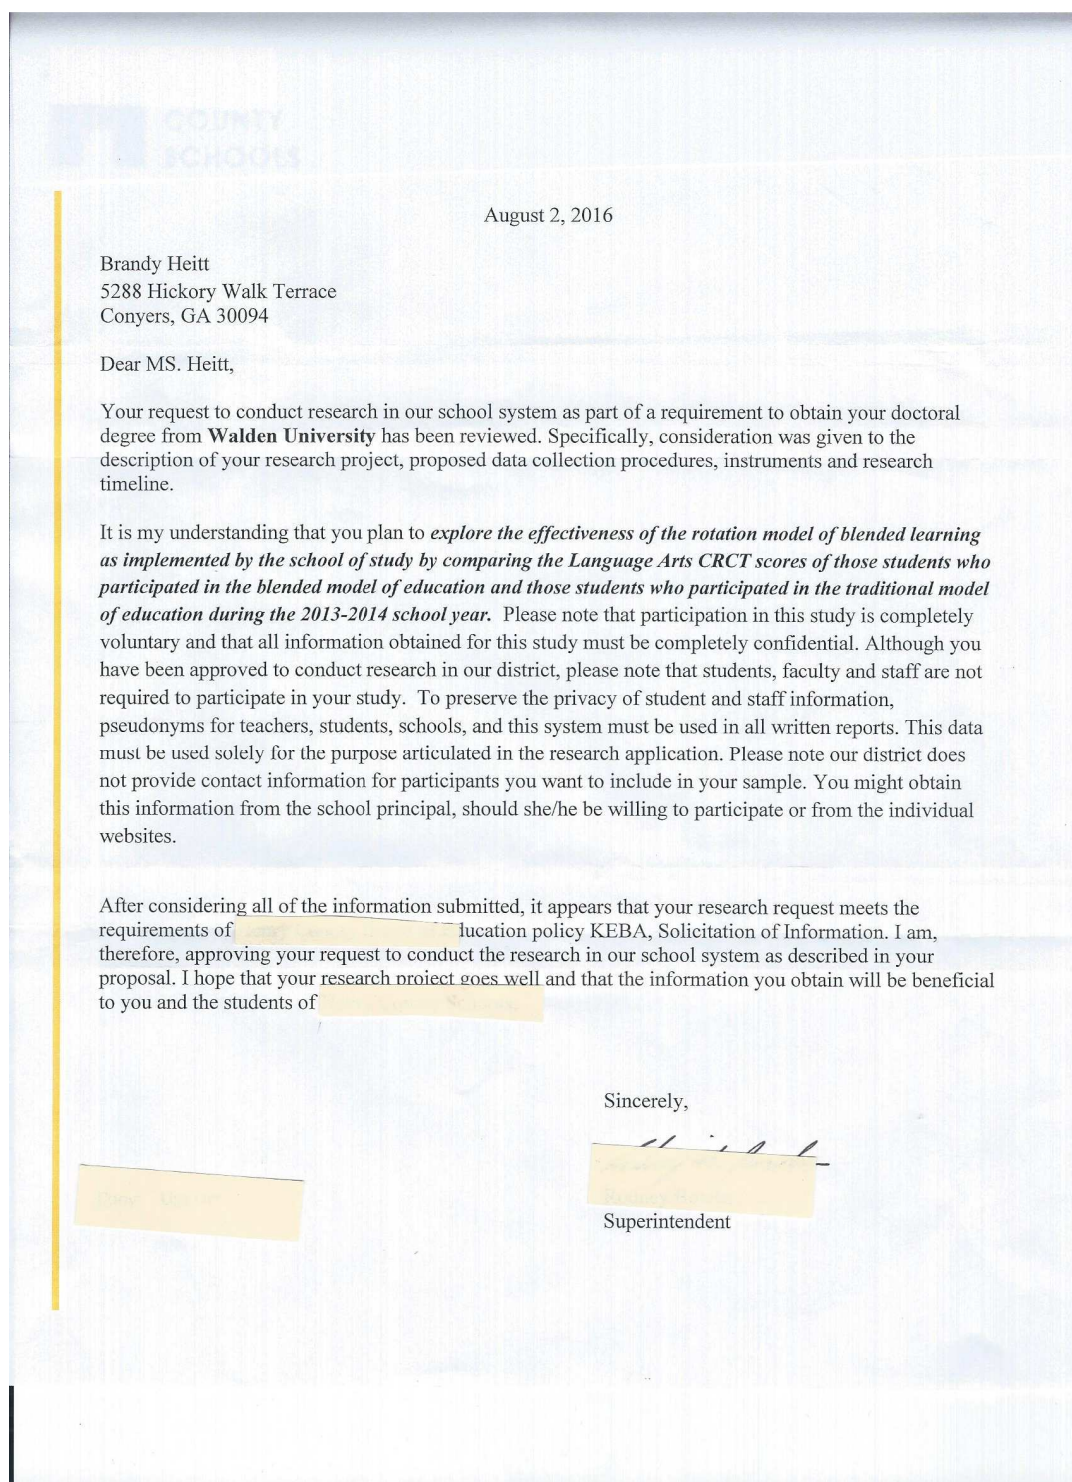 COUNTY
SCHOOLS
August 2, 2016
Brandy Heitt
5288 Hickory Walk Terrace
Conyers, GA 30094
Dear MS. Heitt,
Your request to conduct research in our school system as part of a requirement to obtain your doctoral
degree from Walden University has been reviewed. Specifically, consideration was given to the
description of your research project, proposed data collection procedures, instruments and research
timeline.
It is my understanding that you plan to explore the effectiveness of the rotation model of blended learning
as implemented by the school of study by comparing the Language Arts CRCT scores of those students who
participated in the blended model of education and those students who participated in the traditional model
of education during the 2013-2014 school year. Please note that participation in this study is completely
voluntary and that all information obtained for this study must be completely confidential. Although you
have been approved to conduct research in our district, please note that students, faculty and staff are not
required to participate in your study. To preserve the privacy of student and staff information,
pseudonyms for teachers, students, schools, and this system must be used in all written reports. This data
must be used solely for the purpose articulated in the research application. Please note our district does
not provide contact information for participants you want to include in your sample. You might obtain
this information from the school principal, should she/he be willing to participate or from the individual
websites.
After considering all of the information submitted, it appears that your research request meets the
requirements of ducation policy KEBA, Solicitation of Information. I am,
therefore, approving your request to conduct the research in our school system as described in your
proposal. I hope that your research project goes well and that the information you obtain will be beneficial
to you and the students of
Sincerely,
Superintendent